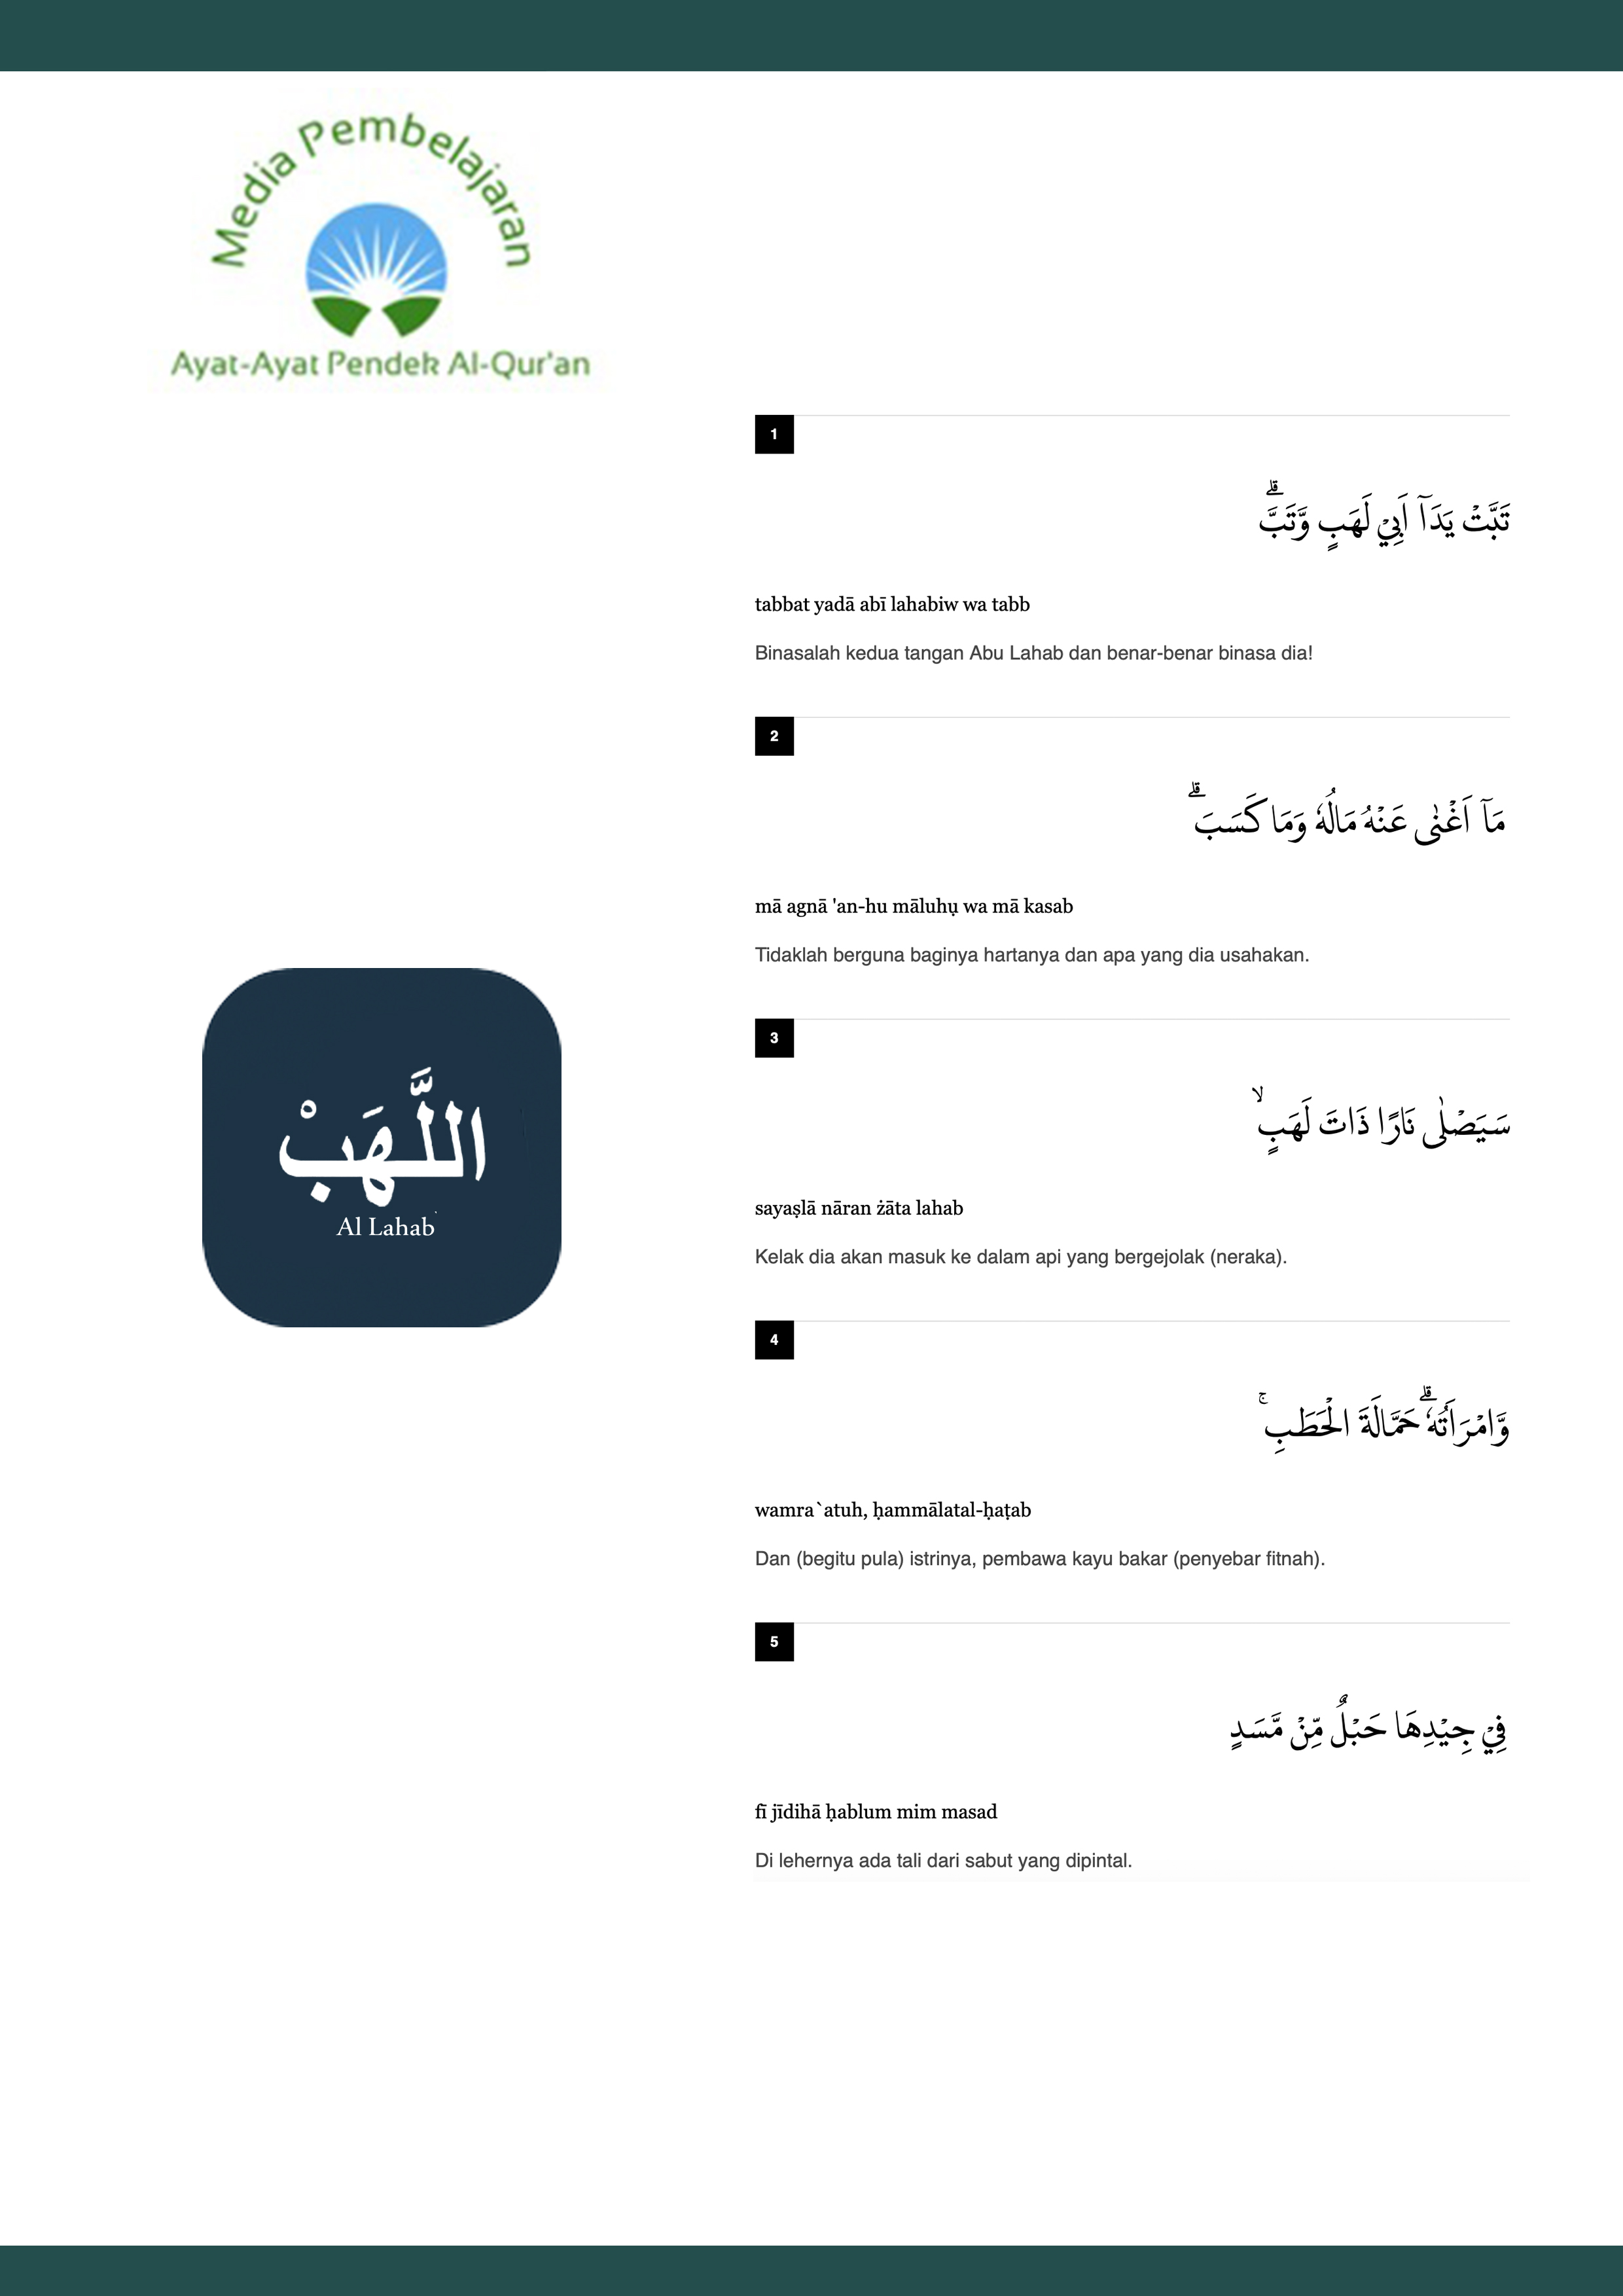 Media Pembelajaran
Ayat-Ayat Pendek Al-Qur'an
اللَّهَبْ
Al Lahab
1
تَبَّتْ يَدَآ اَبِيْ لَهَبٍ وَّتَبَّۗ
tabbat yadā abī lahabiw wa tabb
Binasalah kedua tangan Abu Lahab dan benar-benar binasa dia!
2
مَآ اَغْنٰى عَنْهُ مَالُهٗ وَمَا كَسَبَۗ
mā agnā 'an-hu māluhụ wa mā kasab
Tidaklah berguna baginya hartanya dan apa yang dia usahakan.
3
سَيَصْلٰى نَارًا ذَاتَ لَهَبٍۙ
sayaṣlā nāran żāta lahab
Kelak dia akan masuk ke dalam api yang bergejolak (neraka).
4
وَّامْرَاَتُهٗۗ حَمَّالَةَ الْحَطَبِۚ
wamra`atuh, ḥammālatal-ḥaṭab
Dan (begitu pula) istrinya, pembawa kayu bakar (penyebar fitnah).
5
فِيْ جِيْدِهَا حَبْلٌ مِّنْ مَّسَدٍ
fī jīdihā ḥablum mim masad
Di lehernya ada tali dari sabut yang dipintal.